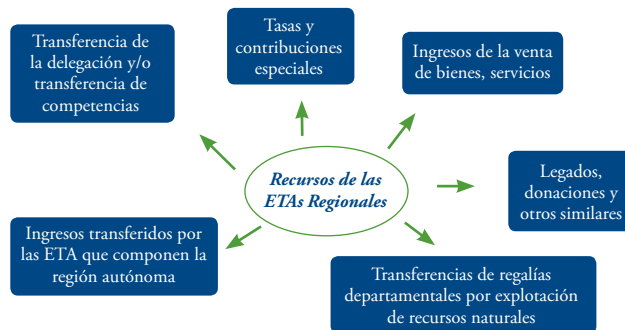 Transferencia de
la delegación y/o
transferencia de
competencias
Tasas y
contribuciones
especiales
Ingresos de la venta
de bienes, servicios
Recursos de las
ETAs Regionales
Legados,
donaciones y
otros similares
Ingresos transferidos por
las ETA que componen la
región autónoma
Transferencias de regalías
departamentales por explotación
de recursos naturales